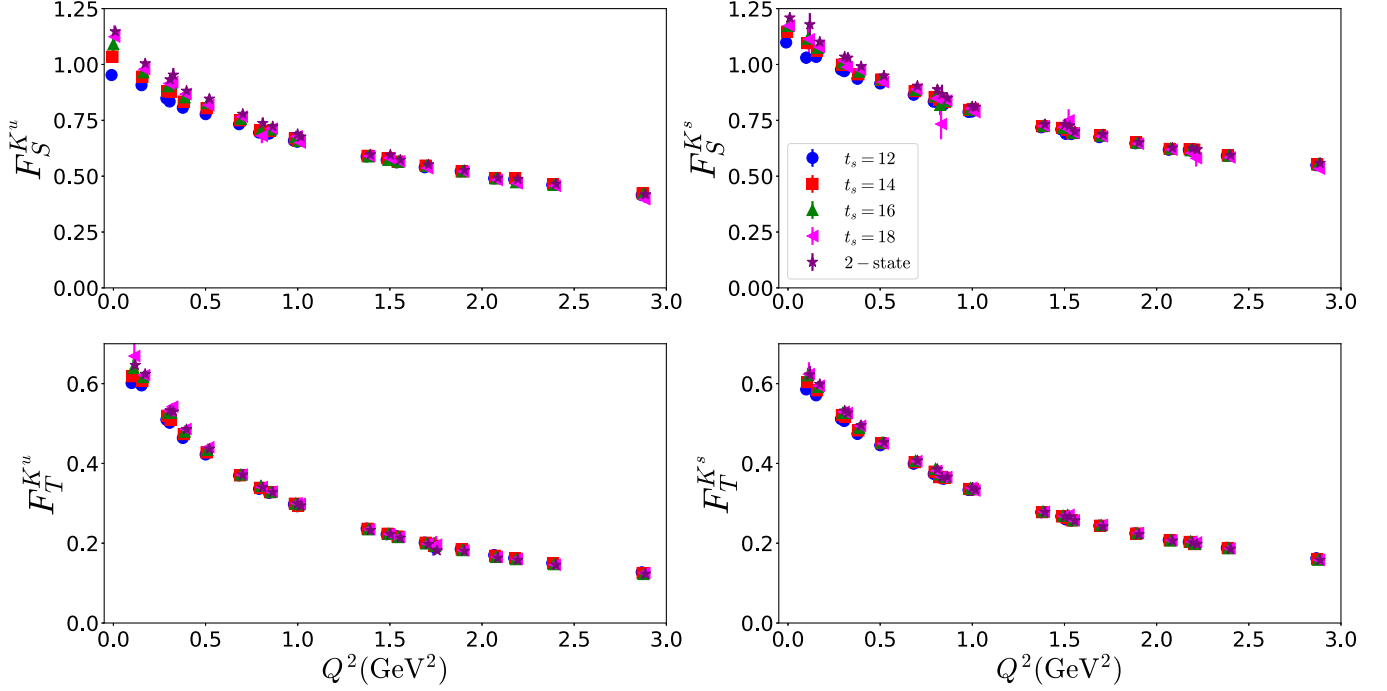 F_S^{K^u}
1.25
1.00
0.75
0.50
0.25
0.00
0.0 0.5 1.0 1.5 2.0 2.5 3.0
F_S^{K^s}
1.25
1.00
0.75
0.50
0.25
0.00
0.0 0.5 1.0 1.5 2.0 2.5 3.0
t_s = 12
t_s = 14
t_s = 16
t_s = 18
2 − state
F_T^{K^u}
0.6
0.4
0.2
0.0
0.0 0.5 1.0 1.5 2.0 2.5 3.0
Q^2(GeV^2)
F_T^{K^s}
0.6
0.4
0.2
0.0
0.0 0.5 1.0 1.5 2.0 2.5 3.0
Q^2(GeV^2)